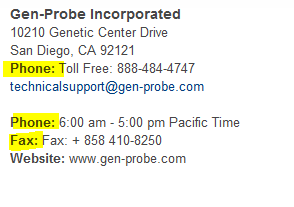 Gen-Probe Incorporated
10210 Genetic Center Drive
San Diego, CA 92121
Phone: Toll Free: 888-484-4747
technicalsupport@gen-probe.com
Phone: 6:00 am - 5:00 pm Pacific Time
Fax: Fax: + 858 410-8250
Website: www.gen-probe.com